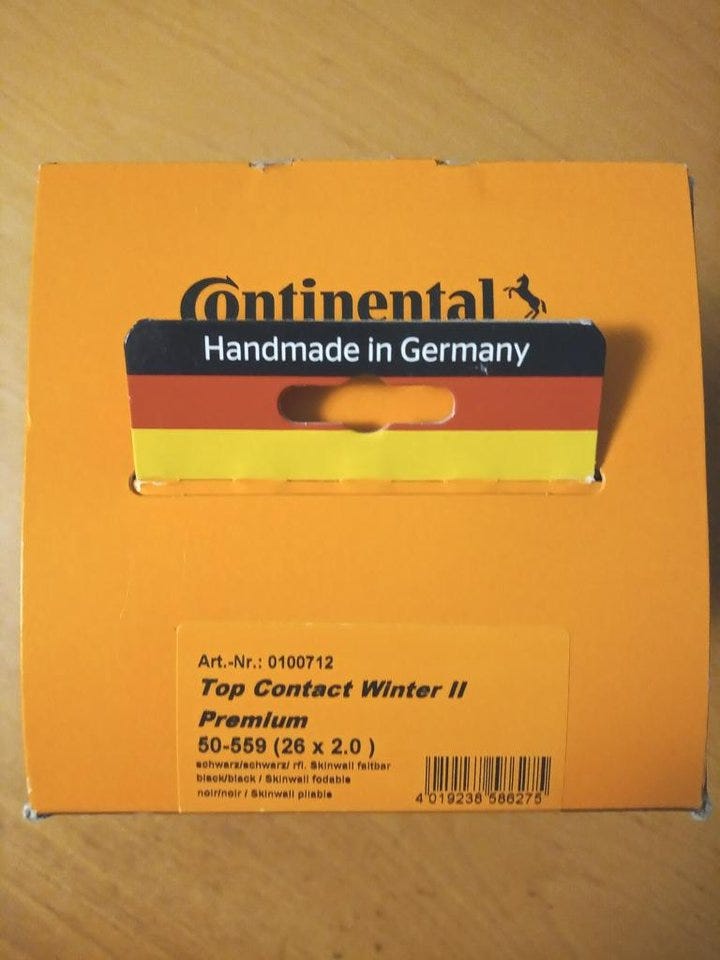 Continental
Handmade in Germany
Art.-Nr.: 0100712
Top Contact Winter II
Premium
50-559 (26 x 2.0 )
schwarz/schwarz/ rfl. Skinwall faltbar
black/black / Skinwall fodable
noir/noir / Skinwall pliable
4 019238 586275